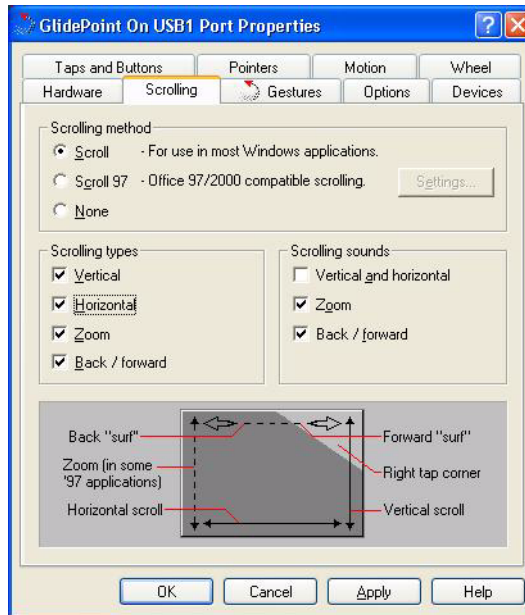 GlidePoint On USB1 Port Properties
Taps and Buttons Pointers Motion Wheel
Hardware Scrolling Gestures Options Devices
Scrolling method
Scroll - For use in most Windows applications.
Scroll 97 - Office 97/2000 compatible scrolling. Settings...
None
Scrolling types
Vertical
Horizontal
Zoom
Back / forward
Scrolling sounds
Vertical and horizontal
Zoom
Back / forward
Back "surf"
Zoom (in some
'97 applications)
Horizontal scroll
Forward "surf"
Right tap corner
Vertical scroll
OK Cancel Apply Help